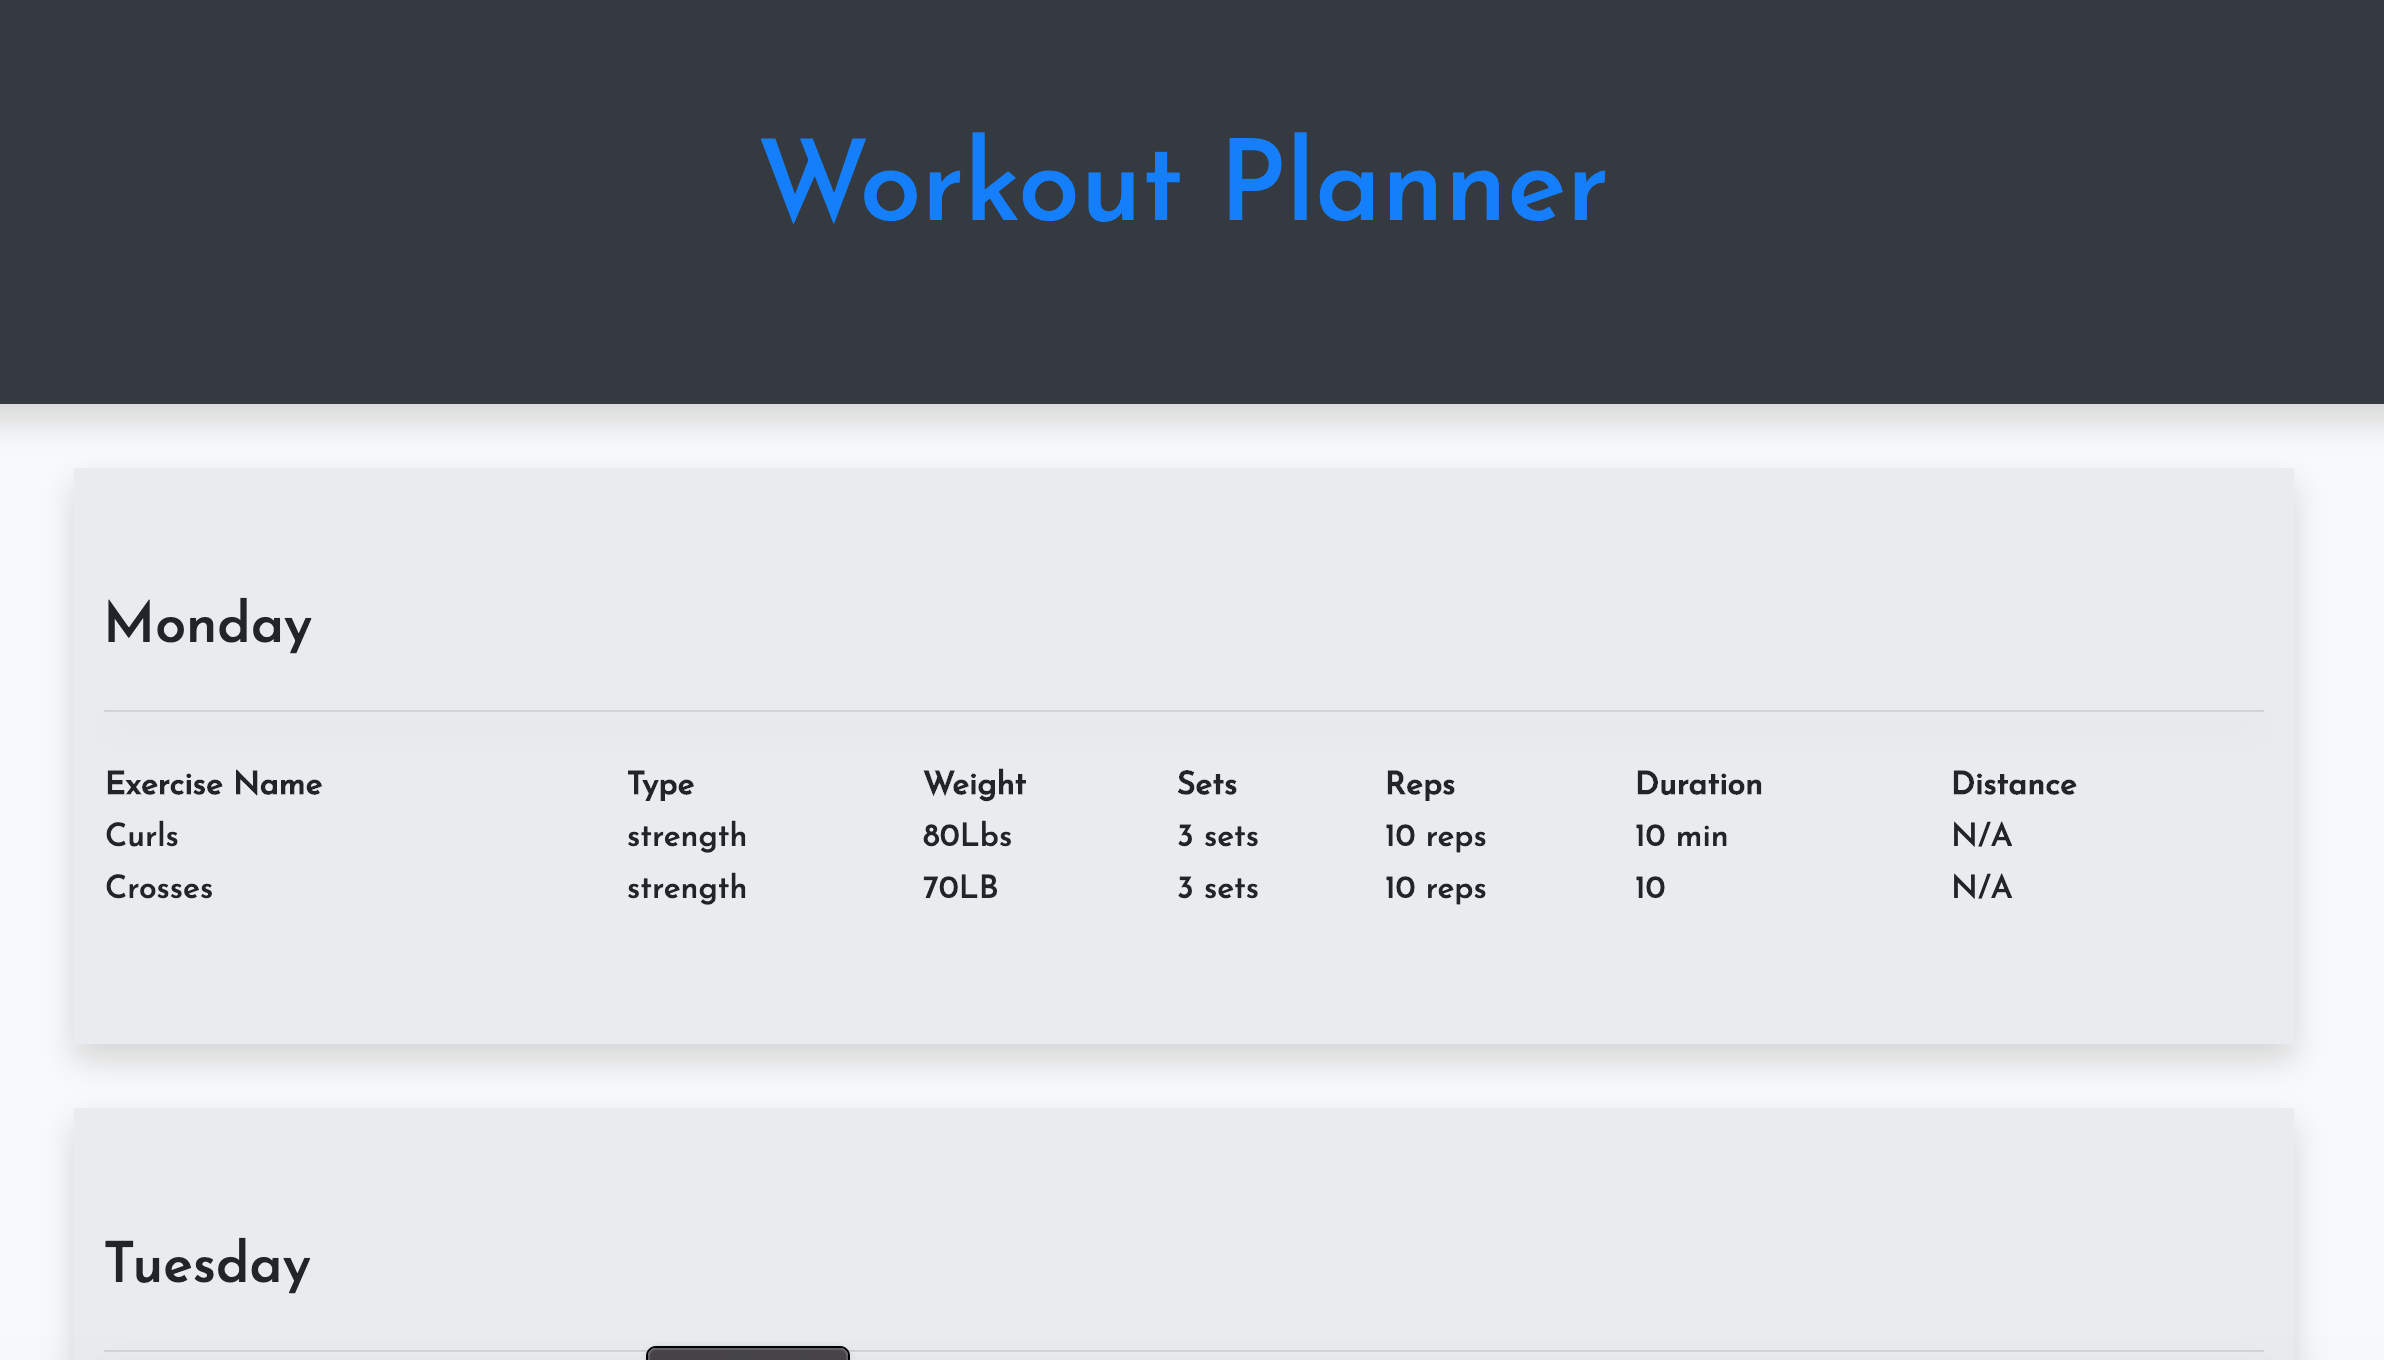 Workout Planner
Monday
Exercise Name Type Weight Sets Reps Duration Distance
Curls strength 80Lbs 3 sets 10 reps 10 min N/A
Crosses strength 70LB 3 sets 10 reps 10 N/A
Tuesday